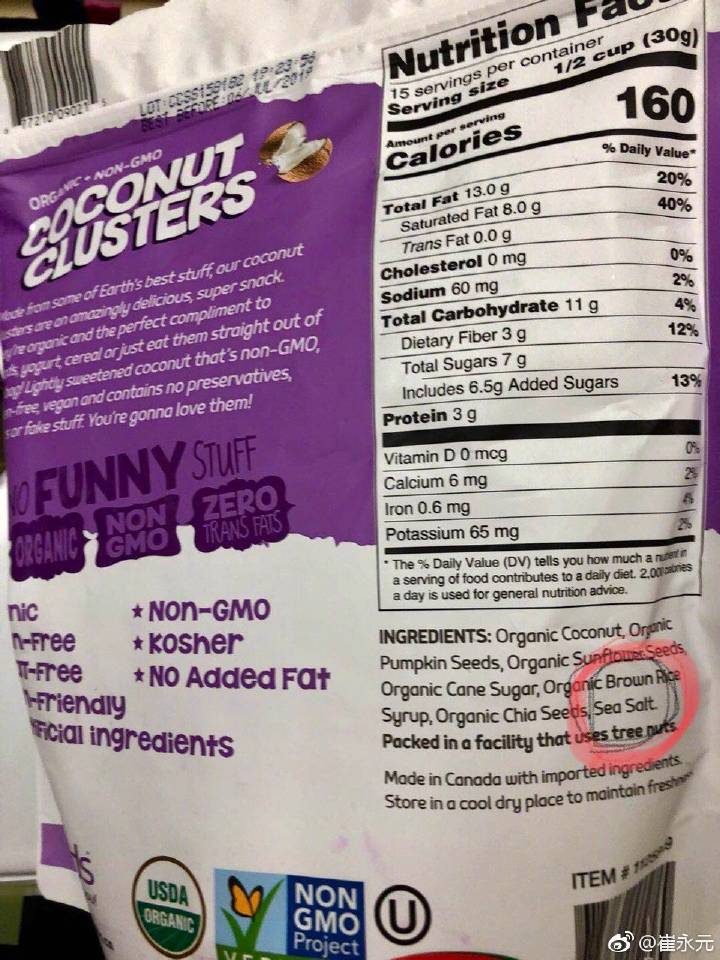 77210 09021 5
LOT: CCS6159182 19:23:56
BEST BEFORE: 02/JUL/2019
ORGANIC • NON-GMO
COCONUT
CLUSTERS
Made from some of Earth's best stuff, our coconut
are an amazingly delicious, super snack.
organic and the perfect compliment to
yogurt, cereal or just eat them straight out of
Lightly sweetened coconut that's non-GMO,
-free, vegan and contains no preservatives,
or fake stuff. You're gonna love them!
FUNNY STUFF
ORGANIC
NON
GMO
ZERO
TRANS FATS
nic
★ NON-GMO
n-Free
★ Kosher
T-Free
★ NO Added Fat
-Friendly
ificial ingredients
USDA
ORGANIC
NON
GMO
Project
U
Nutrition
15 servings per container
Serving size 1/2 cup (30g)
Amount per serving
Calories 160
% Daily Value*
Total Fat 13.0 g 20%
Saturated Fat 8.0 g 40%
Trans Fat 0.0 g
Cholesterol 0 mg 0%
Sodium 60 mg 2%
Total Carbohydrate 11 g 4%
Dietary Fiber 3 g 12%
Total Sugars 7 g
Includes 6.5g Added Sugars 13%
Protein 3 g
Vitamin D 0 mcg 0%
Calcium 6 mg 2%
Iron 0.6 mg 4%
Potassium 65 mg 2%
* The % Daily Value (DV) tells you how much a nutrient in
a serving of food contributes to a daily diet. 2,000 calories
a day is used for general nutrition advice.
INGREDIENTS: Organic Coconut, Organic
Pumpkin Seeds, Organic Sunflower Seeds,
Organic Cane Sugar, Organic Brown Rice
Syrup, Organic Chia Seeds, Sea Salt.
Packed in a facility that uses tree nuts.
Made in Canada with imported ingredients.
Store in a cool dry place to maintain freshness
ITEM #
@崔永元